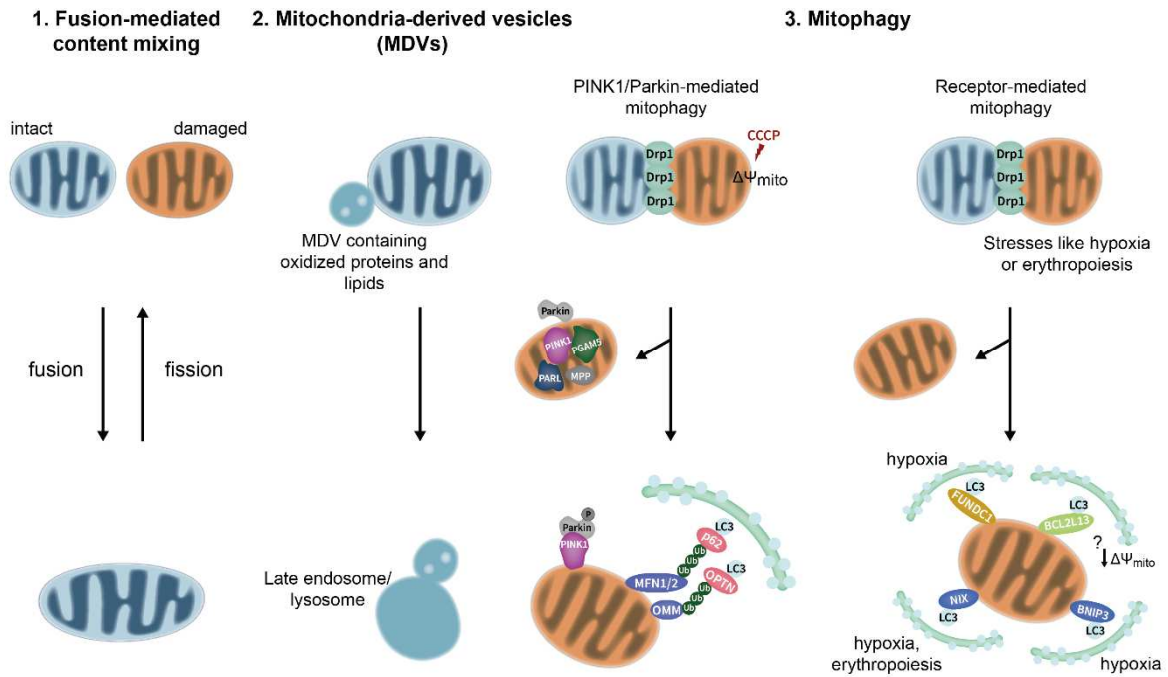 1. Fusion-mediated
content mixing
intact
damaged
fusion
fission
2. Mitochondria-derived vesicles
(MDVs)
MDV containing
oxidized proteins and
lipids
Late endosome/
lysosome
3. Mitophagy
PINK1/Parkin-mediated
mitophagy
Drp1
Drp1
Drp1
CCCP
ΔΨmito
Parkin
PINK1
PGAM5
PARL
MPP
P
Parkin
PINK1
MFN1/2
OMM
Ub
Ub
Ub
Ub
Ub
Ub
p62
LC3
OPTN
LC3
Receptor-mediated
mitophagy
Drp1
Drp1
Drp1
Stresses like hypoxia
or erythropoiesis
hypoxia
LC3
FUNDC1
LC3
BCL2L13
?
↓ΔΨmito
NIX
LC3
BNIP3
LC3
hypoxia,
erythropoiesis
hypoxia